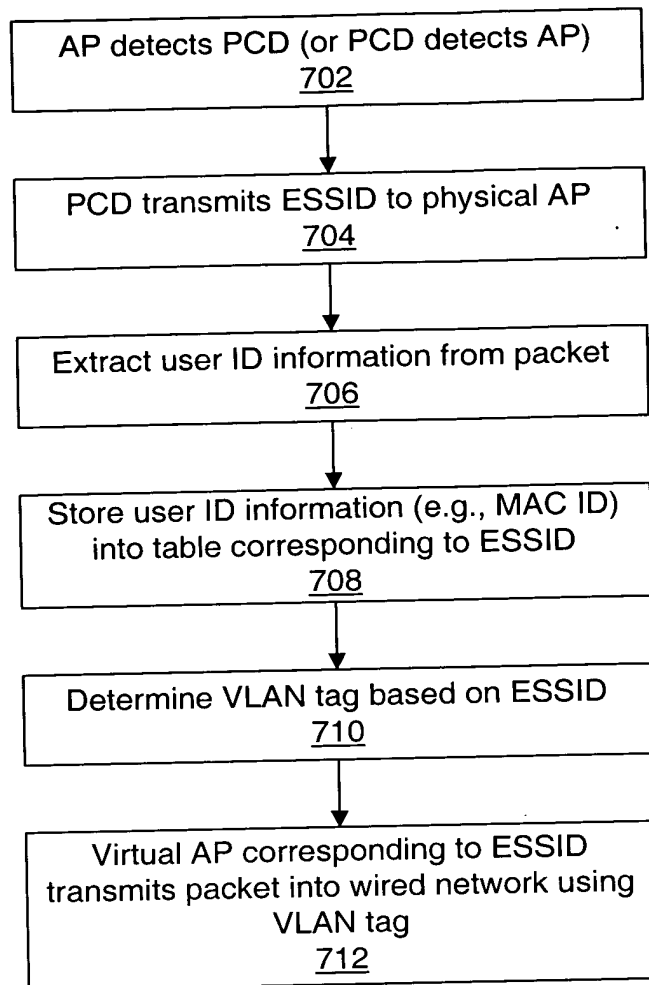 AP detects PCD (or PCD detects AP)
702
PCD transmits ESSID to physical AP
704
Extract user ID information from packet
706
Store user ID information (e.g., MAC ID)
into table corresponding to ESSID
708
Determine VLAN tag based on ESSID
710
Virtual AP corresponding to ESSID
transmits packet into wired network using
VLAN tag
712